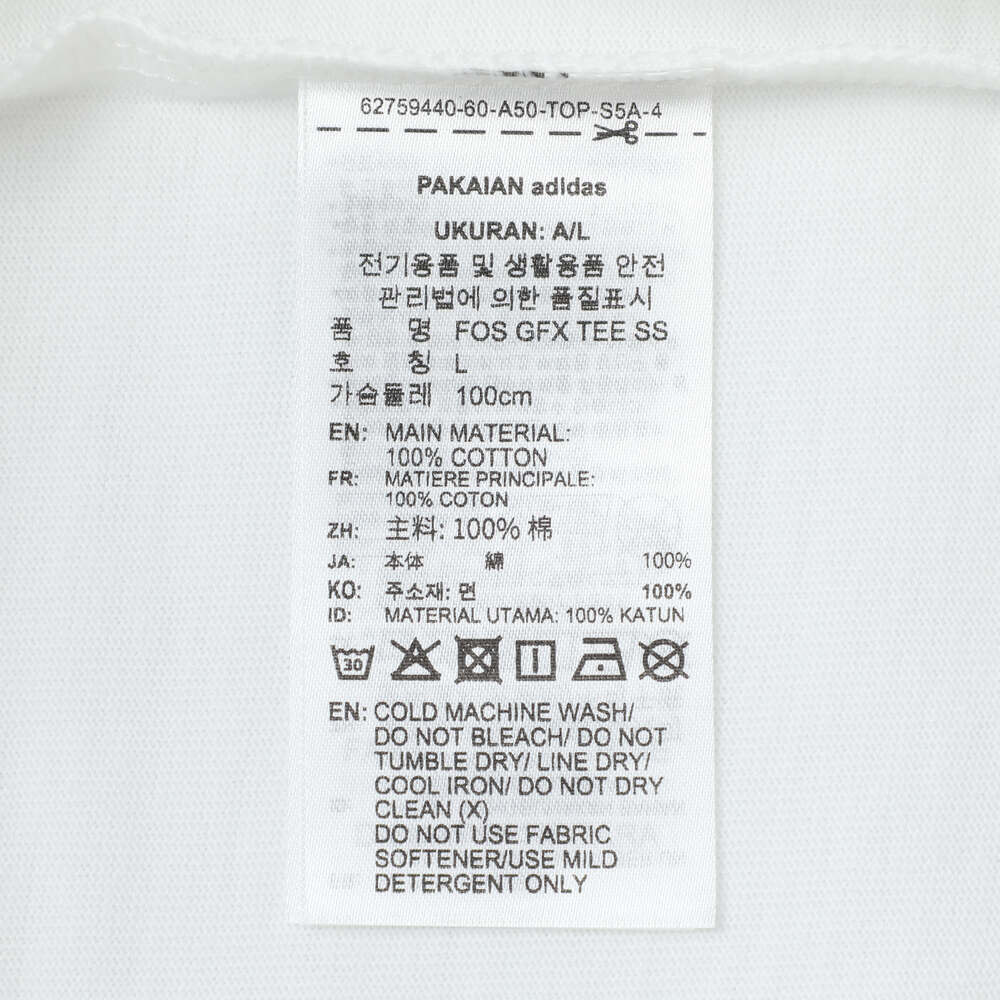 62759440-60-A50-TOP-S5A-4
PAKAIAN adidas
UKURAN: A/L
전기용품 및 생활용품 안전
관리법에 의한 품질표시
품 명 FOS GFX TEE SS
호 칭 L
가슴둘레 100cm
EN: MAIN MATERIAL:
100% COTTON
FR: MATIERE PRINCIPALE:
100% COTON
ZH: 主料: 100% 棉
JA: 本体 綿 100%
KO: 주소재: 면 100%
ID: MATERIAL UTAMA: 100% KATUN
30
EN: COLD MACHINE WASH/
DO NOT BLEACH/ DO NOT
TUMBLE DRY/ LINE DRY/
COOL IRON/ DO NOT DRY
CLEAN (X)
DO NOT USE FABRIC
SOFTENER/USE MILD
DETERGENT ONLY